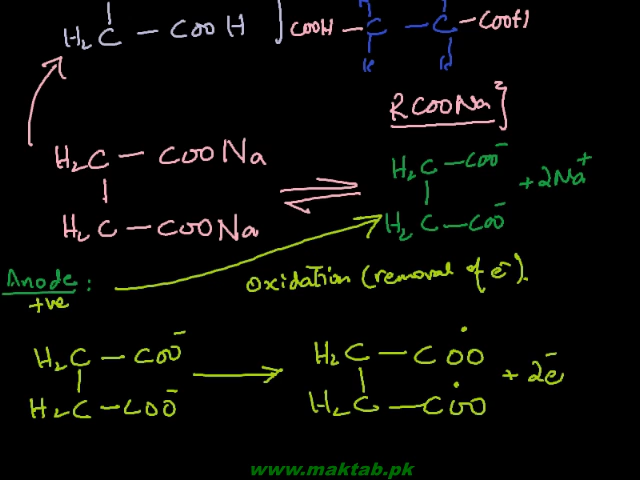 H₂C — COOH ] COOH — C — C — COOH
H H
RCOONa ]
H₂C — COONa
H₂C — COONa
H₂C — COO⁻
H₂C — COO⁻ + 2Na⁺
Anode :
+ve
Oxidation (removal of e⁻).
H₂C — COO⁻
H₂C — COO⁻
H₂C — COO•
H₂C — COO• + 2e⁻
www.maktab.pk